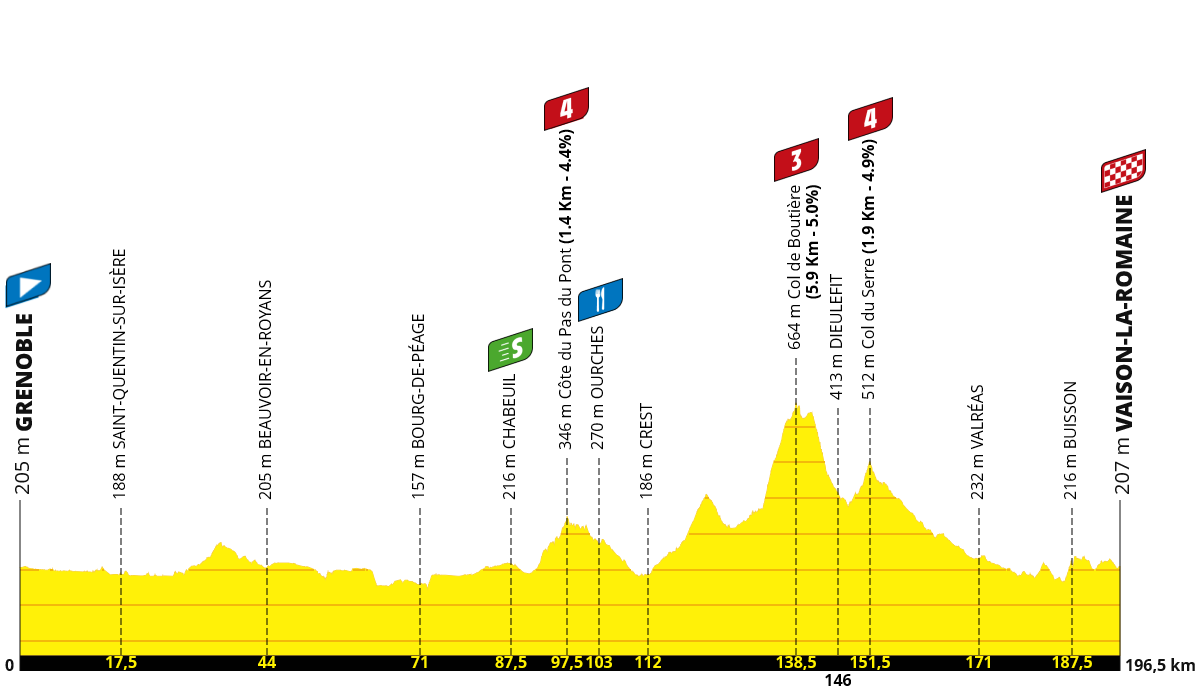 205 m GRENOBLE
188 m SAINT-QUENTIN-SUR-ISÈRE
205 m BEAUVOIR-EN-ROYANS
157 m BOURG-DE-PÉAGE
S
216 m CHABEUIL
4
346 m Côte du Pas du Pont (1.4 Km - 4.4%)
270 m OURCHES
186 m CREST
3
664 m Col de Boutière
(5.9 Km - 5.0%)
413 m DIEULEFIT
4
512 m Col du Serre (1.9 Km - 4.9%)
232 m VALRÉAS
216 m BUISSON
207 m VAISON-LA-ROMAINE
0 17,5 44 71 87,5 97,5 103 112 138,5 151,5 171 187,5 196,5 km
146